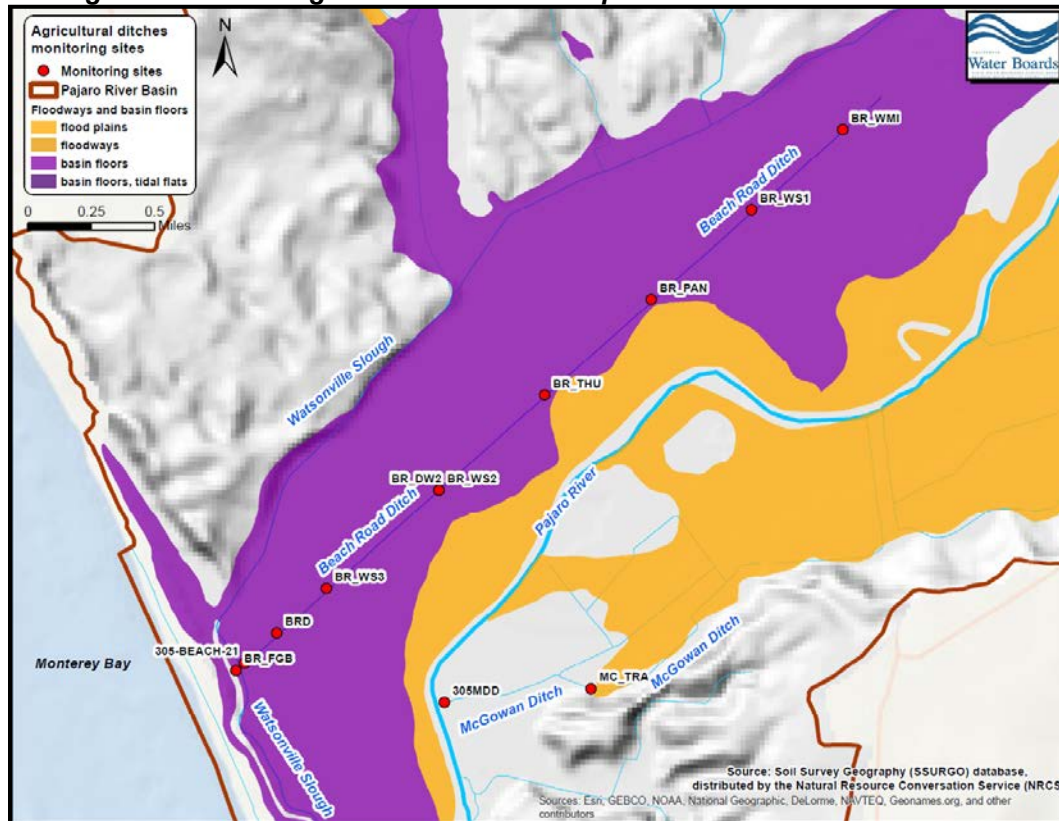 Agricultural ditches
monitoring sites
Monitoring sites
Pajaro River Basin
Floodways and basin floors
flood plains
floodways
basin floors
basin floors, tidal flats
0 0.25 0.5
Miles
N
Water Boards
BR_WMI
Beach Road Ditch
BR_WS1
BR_PAN
Watsonville Slough
BR_THU
BR_DW2 BR_WS2
Pajaro River
Beach Road Ditch
BR_WS3
BRD
305-BEACH-21
BR_FGB
Monterey Bay
MC_TRA
McGowan Ditch
305MDD
McGowan Ditch
Watsonville Slough
Source: Soil Survey Geography (SSURGO) database,
distributed by the Natural Resource Conversation Service (NRCS
Sources: Esri, GEBCO, NOAA, National Geographic, DeLorme, NAVTEQ, Geonames.org, and other
contributors